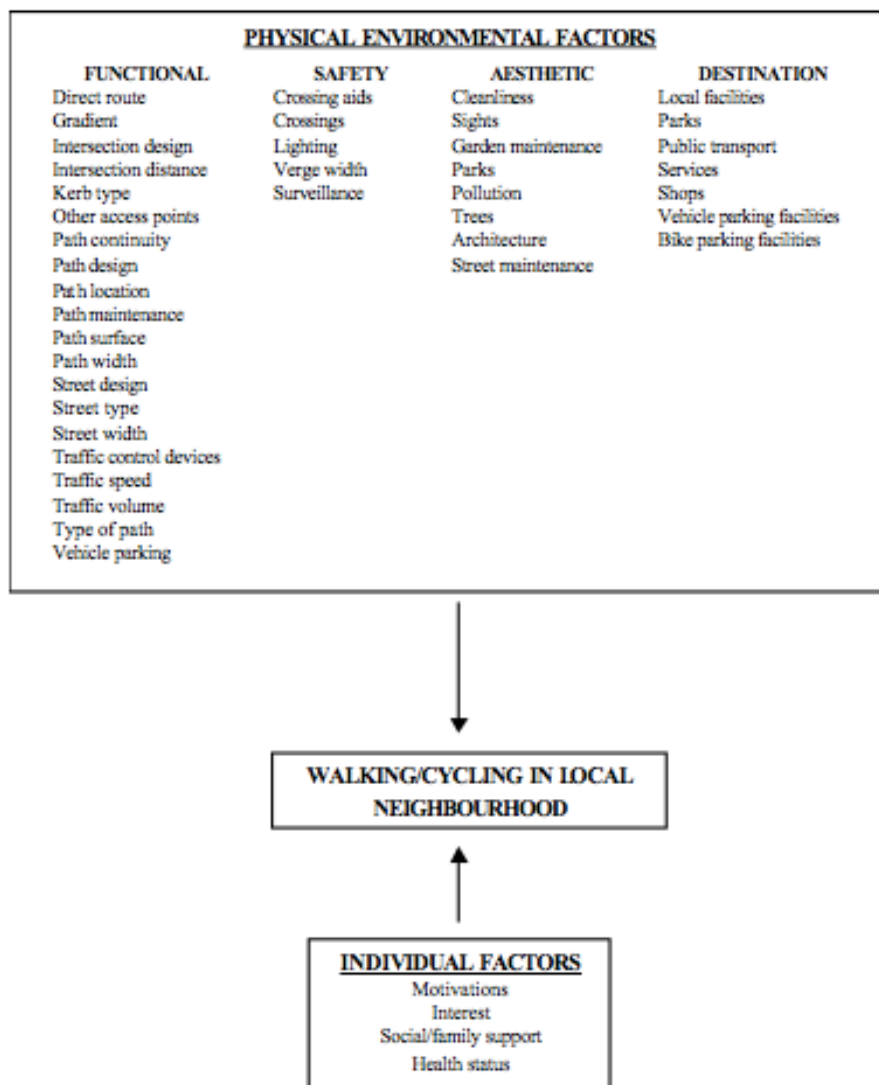 PHYSICAL ENVIRONMENTAL FACTORS
FUNCTIONAL
Direct route
Gradient
Intersection design
Intersection distance
Kerb type
Other access points
Path continuity
Path design
Path location
Path maintenance
Path surface
Path width
Street design
Street type
Street width
Traffic control devices
Traffic speed
Traffic volume
Type of path
Vehicle parking
SAFETY
Crossing aids
Crossings
Lighting
Verge width
Surveillance
AESTHETIC
Cleanliness
Sights
Garden maintenance
Parks
Pollution
Trees
Architecture
Street maintenance
DESTINATION
Local facilities
Parks
Public transport
Services
Shops
Vehicle parking facilities
Bike parking facilities
WALKING/CYCLING IN LOCAL
NEIGHBOURHOOD
INDIVIDUAL FACTORS
Motivations
Interest
Social/family support
Health status